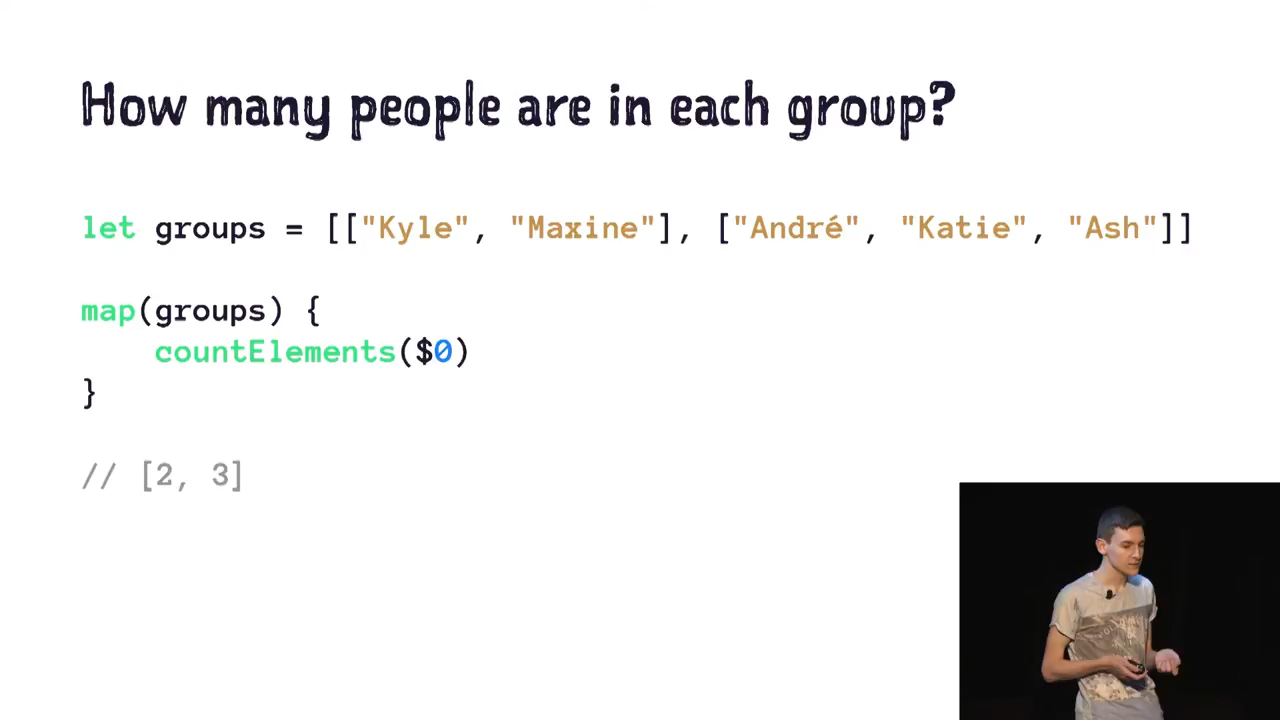 How many people are in each group?
let groups = [["Kyle", "Maxine"], ["André", "Katie", "Ash"]]
map(groups) {
    countElements($0)
}
// [2, 3]